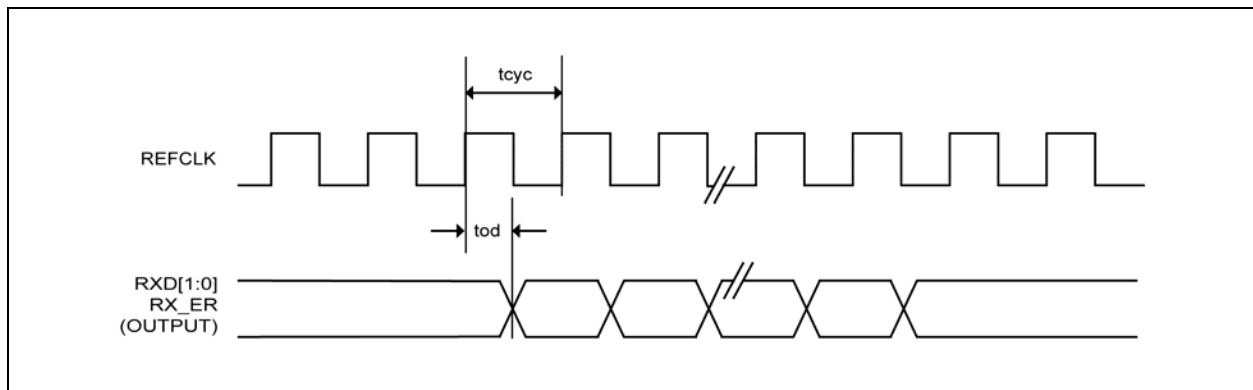 tcyc
REFCLK
tod
RXD[1:0]
RX_ER
(OUTPUT)